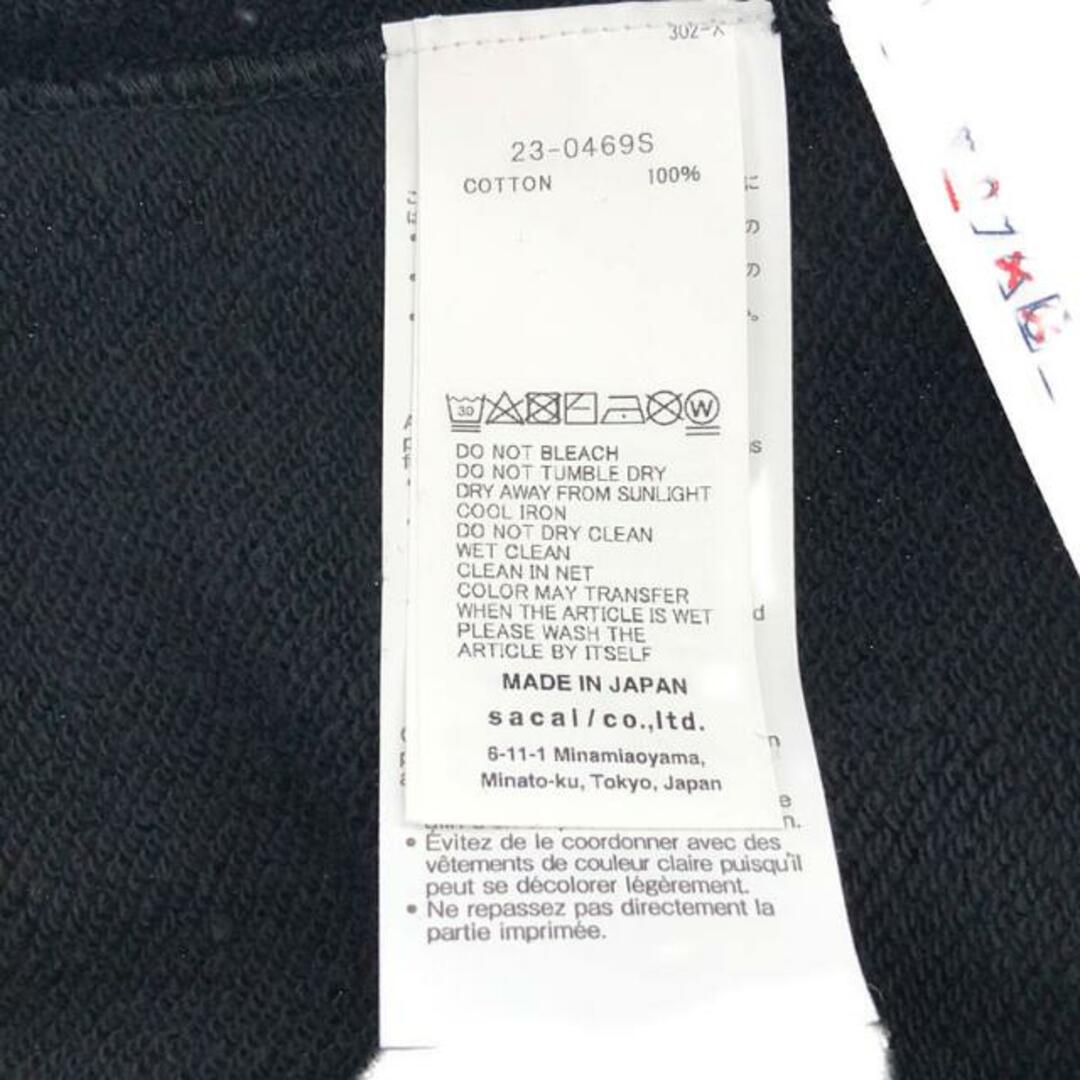 23-0469S
COTTON 100%
30
W
DO NOT BLEACH
DO NOT TUMBLE DRY
DRY AWAY FROM SUNLIGHT
COOL IRON
DO NOT DRY CLEAN
WET CLEAN
CLEAN IN NET
COLOR MAY TRANSFER
WHEN THE ARTICLE IS WET
PLEASE WASH THE
ARTICLE BY ITSELF
MADE IN JAPAN
sacai/co.,ltd.
6-11-1 Minamiaoyama,
Minato-ku, Tokyo, Japan
• Évitez de le coordonner avec des
vêtements de couleur claire puisqu'il
peut se décolorer légèrement.
• Ne repassez pas directement la
partie imprimée.